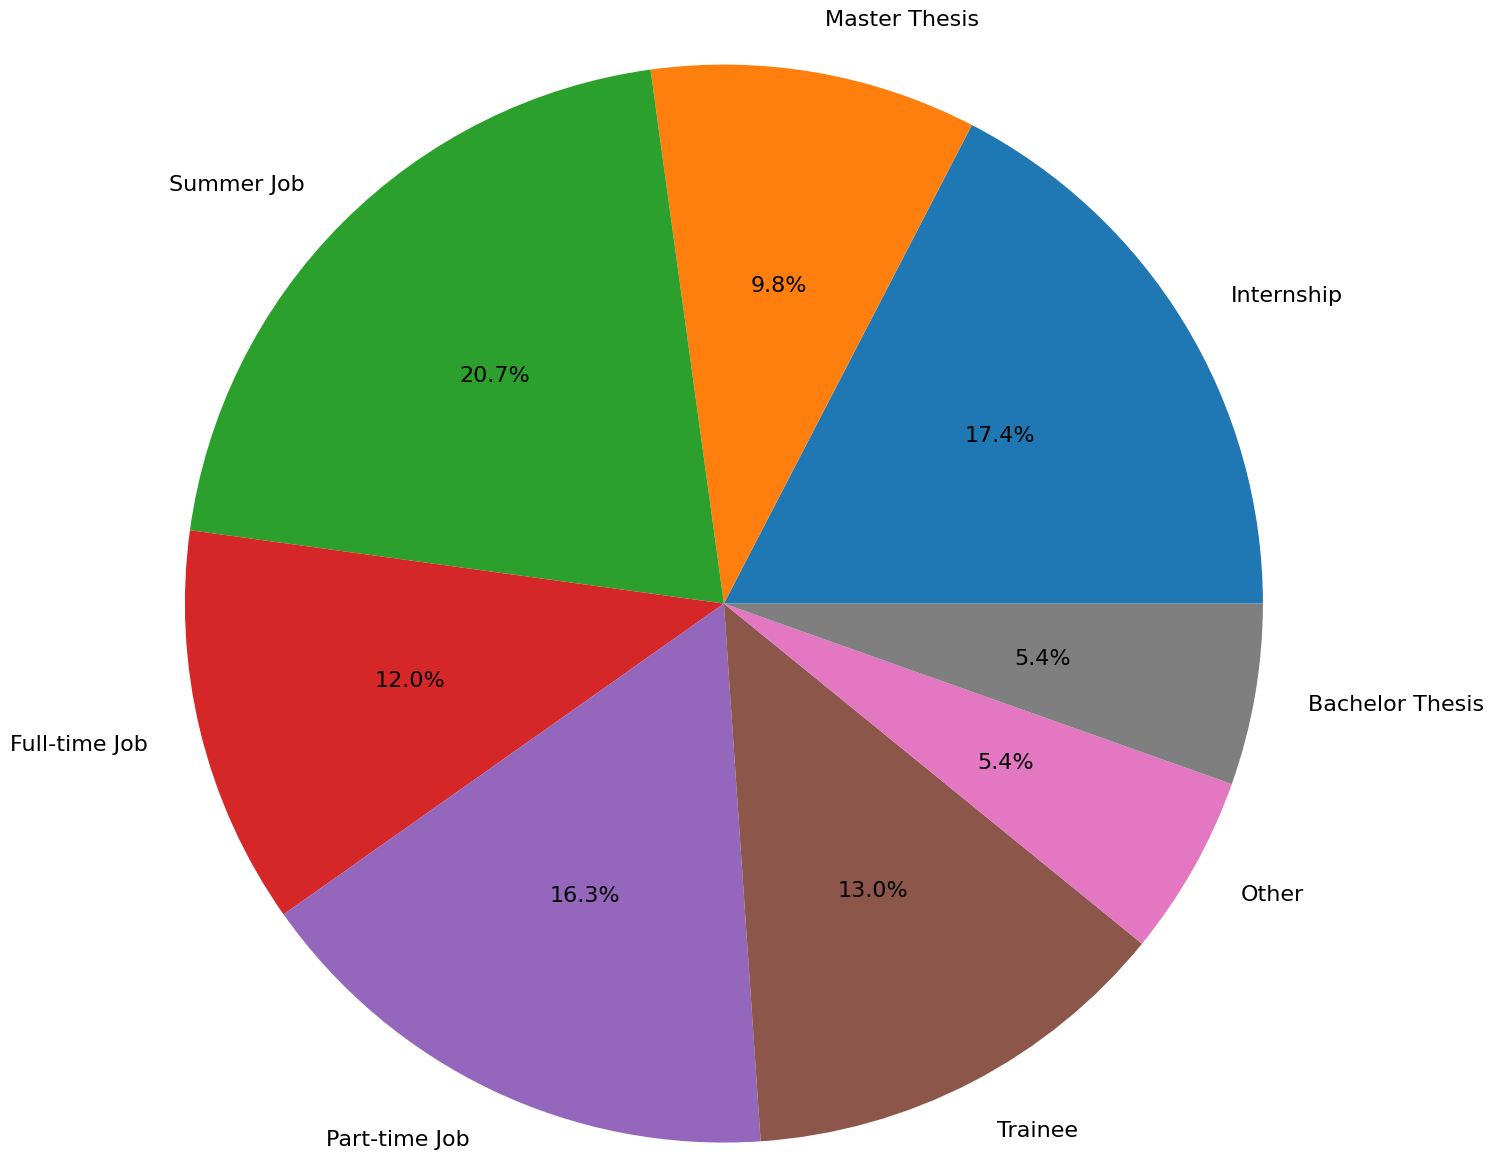 Master Thesis
Summer Job
Internship
9.8%
20.7%
17.4%
12.0%
5.4%
Full-time Job
Bachelor Thesis
5.4%
16.3%
13.0%
Other
Part-time Job
Trainee